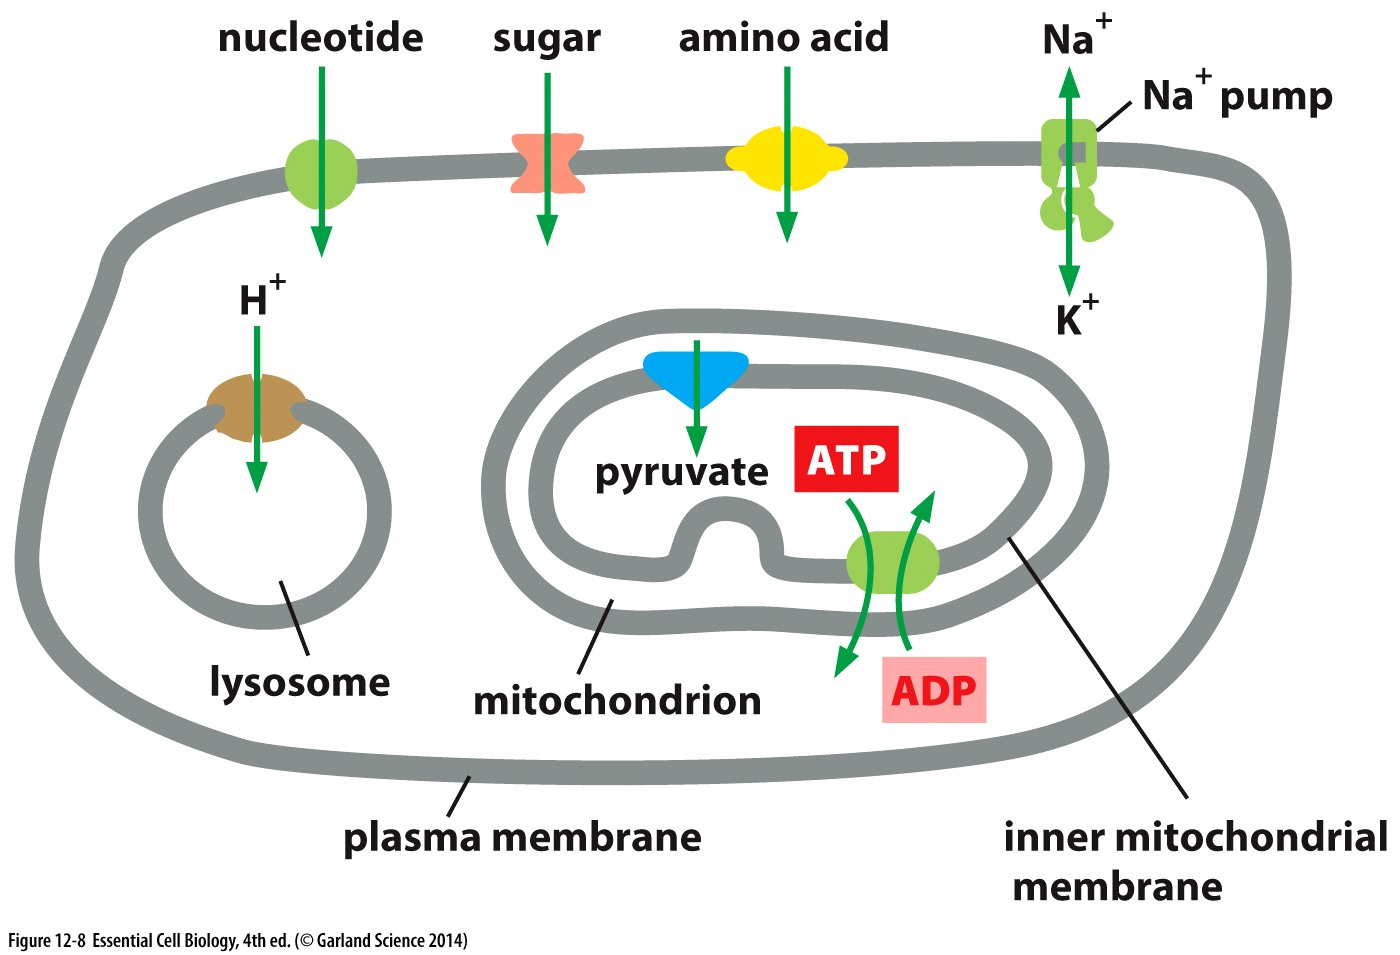 nucleotide
sugar
amino acid
Na+
Na+ pump
H+
K+
pyruvate
ATP
lysosome
mitochondrion
ADP
plasma membrane
inner mitochondrial
membrane
Figure 12-8 Essential Cell Biology, 4th ed. (© Garland Science 2014)